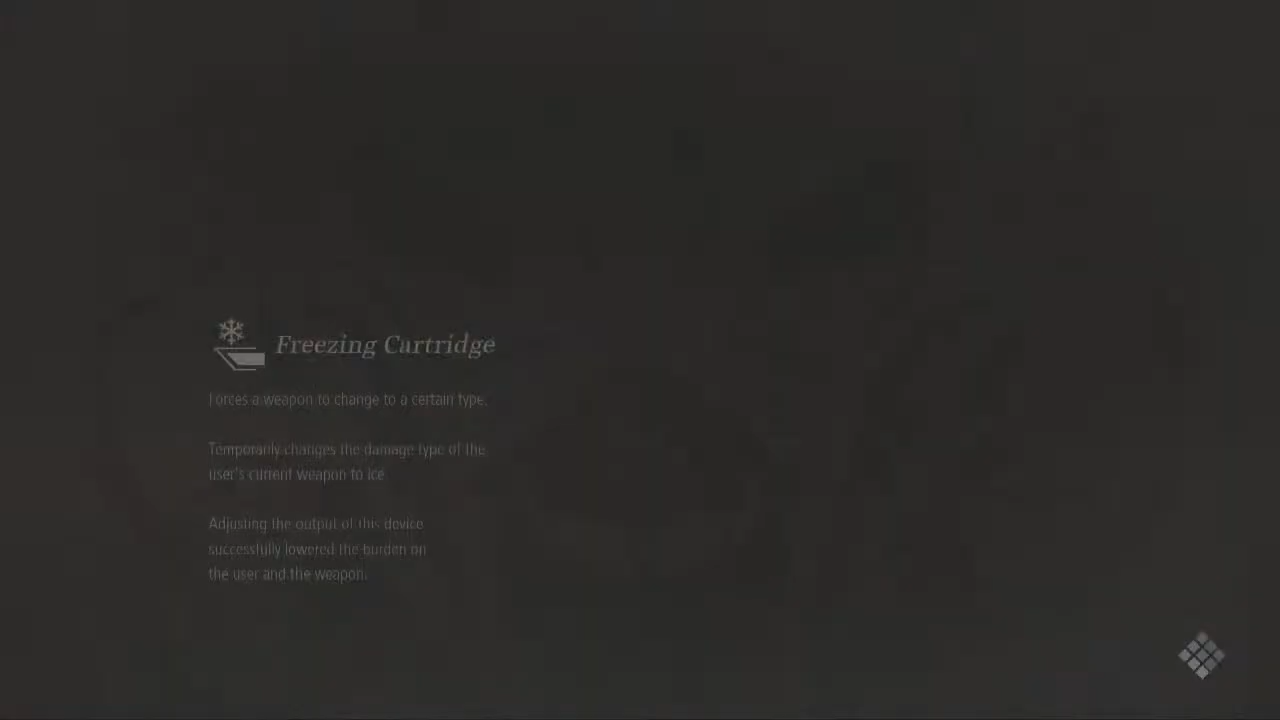 Freezing Cartridge
Forces a weapon to change to a certain type.
Temporarily changes the damage type of the
user's current weapon to Ice.
Adjusting the output of this device
successfully lowered the burden on
the user and the weapon.